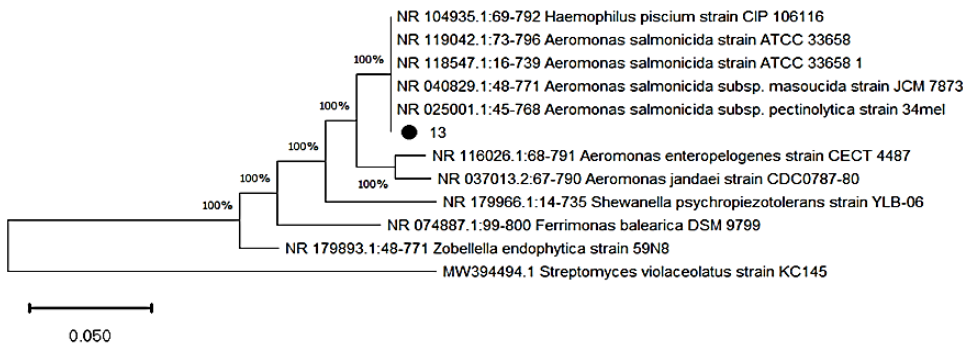 NR 104935.1:69-792 Haemophilus piscium strain CIP 106116
NR 119042.1:73-796 Aeromonas salmonicida strain ATCC 33658
100%
NR 118547.1:16-739 Aeromonas salmonicida strain ATCC 33658 1
NR 040829.1:48-771 Aeromonas salmonicida subsp. masoucida strain JCM 7873
100%
NR 025001.1:45-768 Aeromonas salmonicida subsp. pectinolytica strain 34mel
13
100%
NR 116026.1:68-791 Aeromonas enteropelogenes strain CECT 4487
100%
NR 037013.2:67-790 Aeromonas jandaei strain CDC0787-80
100%
NR 179966.1:14-735 Shewanella psychropiezotolerans strain YLB-06
100%
NR 074887.1:99-800 Ferrimonas balearica DSM 9799
NR 179893.1:48-771 Zobellella endophytica strain 59N8
MW394494.1 Streptomyces violaceolatus strain KC145
0.050